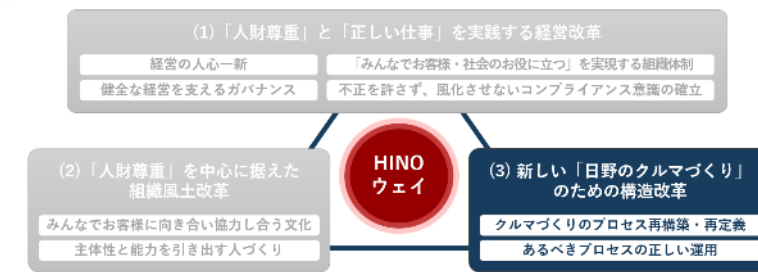 (1)「人財尊重」と「正しい仕事」を実践する経営改革
経営の人心一新
「みんなでお客様・社会のお役に立つ」を実現する組織体制
健全な経営を支えるガバナンス
不正を許さず、風化させないコンプライアンス意識の確立
HINO
ウェイ
(2)「人財尊重」を中心に据えた
組織風土改革
みんなでお客様に向き合い協力し合う文化
主体性と能力を引き出す人づくり
(3) 新しい「日野のクルマづくり」
のための構造改革
クルマづくりのプロセス再構築・再定義
あるべきプロセスの正しい運用